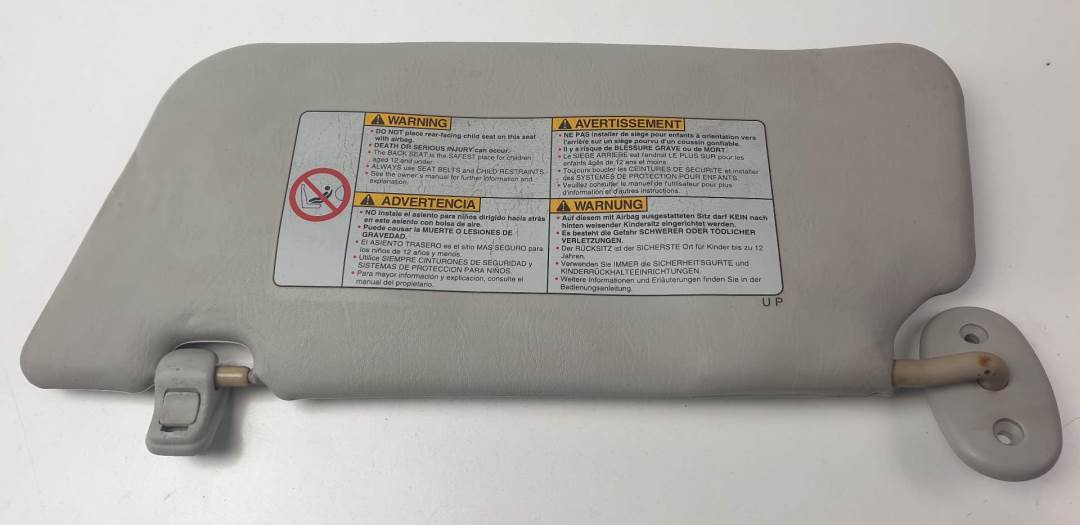 WARNING
• DO NOT place rear-facing child seat on this seat
with airbag.
• DEATH OR SERIOUS INJURY can occur.
• The BACK SEAT is the SAFEST place for children
aged 12 and under.
• ALWAYS use SEAT BELTS and CHILD RESTRAINTS.
• See the owner's manual for further information and
explanation.
AVERTISSEMENT
• NE PAS installer de siège pour enfants à orientation vers
l'arrière sur un siège pourvu d'un coussin gonflable.
• Il y a risque de BLESSURE GRAVE ou de MORT.
• Le SIEGE ARRIERE est l'endroit LE PLUS SUR pour les
enfants âgés de 12 ans et moins.
• Toujours boucler les CEINTURES DE SECURITE et installer
des SYSTEMES DE PROTECTION POUR ENFANTS.
• Veuillez consulter le manuel de l'utilisateur pour plus
d'information et d'autres instructions.
ADVERTENCIA
• NO instale el asiento para niños dirigido hacia atrás
en este asiento con bolsa de aire.
• Puede causar la MUERTE O LESIONES DE
GRAVEDAD.
• El ASIENTO TRASERO es el sitio MAS SEGURO para
los niños de 12 años y menos.
• Utilice SIEMPRE CINTURONES DE SEGURIDAD y
SISTEMAS DE PROTECCION PARA NIÑOS.
• Para mayor información y explicación, consulte el
manual del propietario.
WARNUNG
• Auf diesem mit Airbag ausgestatteten Sitz darf KEIN nach
hinten weisender Kindersitz eingerichtet werden.
• Es besteht die Gefahr SCHWERER ODER TÖDLICHER
VERLETZUNGEN.
• Der RÜCKSITZ ist der SICHERSTE Ort für Kinder bis zu 12
Jahren.
• Verwenden Sie IMMER die SICHERHEITSGURTE und
KINDERRÜCKHALTEEINRICHTUNGEN.
• Weitere Informationen und Erläuterungen finden Sie in der
Bedienungsanleitung.
UP